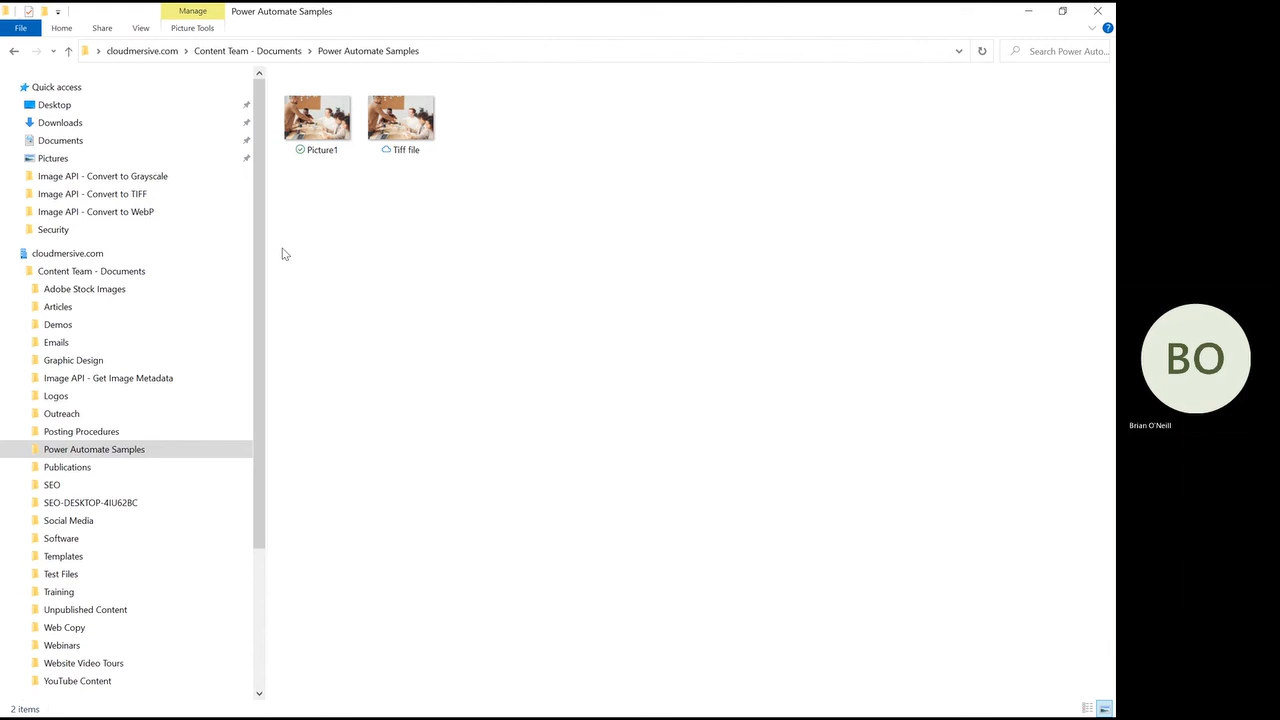 Manage
Power Automate Samples
File
Home
Share
View
Picture Tools
cloudmersive.com
Content Team - Documents
Power Automate Samples
Search Power Auto...
Quick access
Desktop
Downloads
Documents
Pictures
Image API - Convert to Grayscale
Image API - Convert to TIFF
Image API - Convert to WebP
Security
cloudmersive.com
Content Team - Documents
Adobe Stock Images
Articles
Demos
Emails
Graphic Design
Image API - Get Image Metadata
Logos
Outreach
Posting Procedures
Power Automate Samples
Publications
SEO
SEO-DESKTOP-4IU62BC
Social Media
Software
Templates
Test Files
Training
Unpublished Content
Web Copy
Webinars
Website Video Tours
YouTube Content
Picture1
Tiff file
BO
Brian O'Neill
2 items